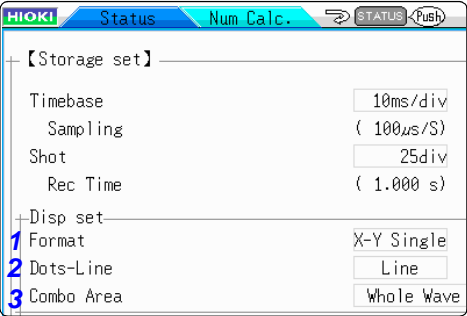 HIOKI Status Num Calc. STATUS Push
【Storage set】
Timebase 10ms/div
Sampling ( 100µs/S)
Shot 25div
Rec Time ( 1.000 s)
Disp set
1 Format X-Y Single
2 Dots-Line Line
3 Combo Area Whole Wave